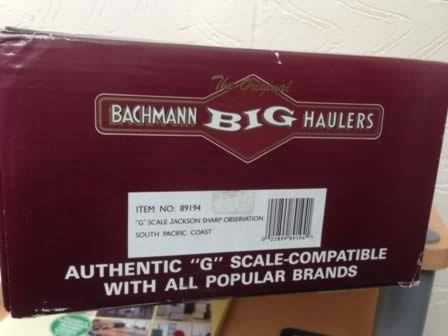 The Original
BACHMANN BIG HAULERS
ITEM NO: 89194
"G" SCALE JACKSON SHARP OBSERVATION
SOUTH PACIFIC COAST
AUTHENTIC "G" SCALE-COMPATIBLE
WITH ALL POPULAR BRANDS